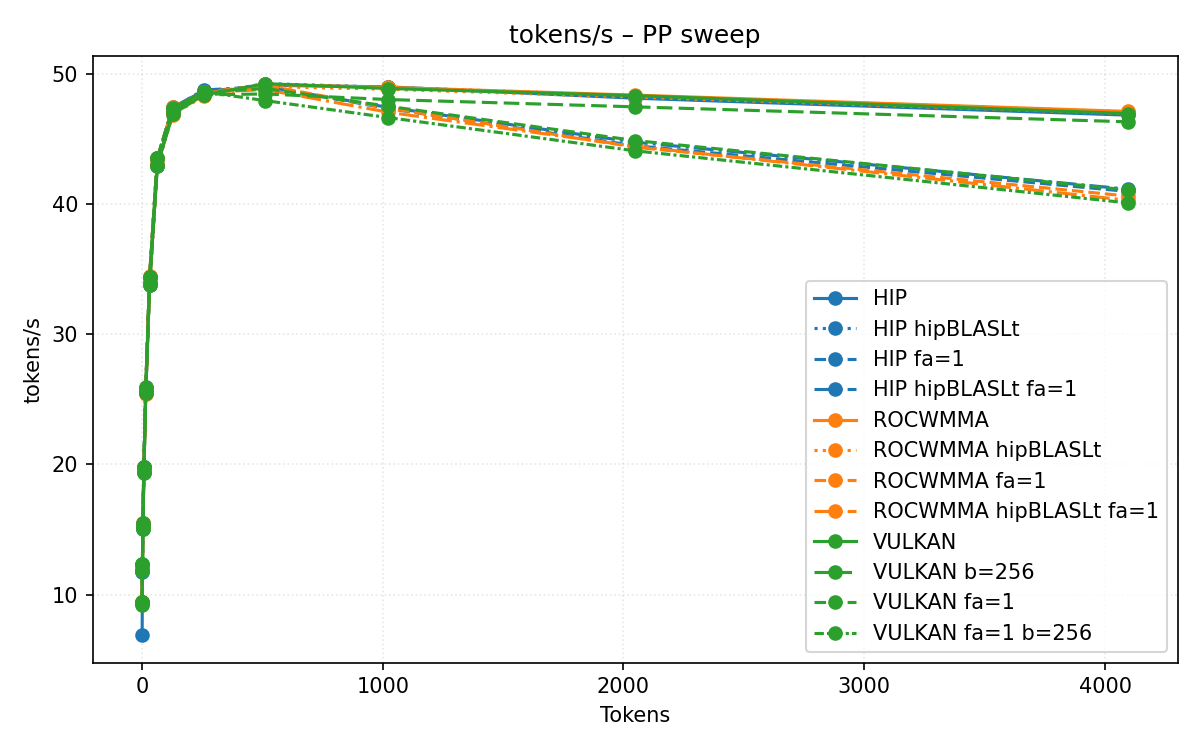 tokens/s – PP sweep
50
40
30
20
10
tokens/s
0
1000
2000
3000
4000
Tokens
HIP
HIP hipBLASLt
HIP fa=1
HIP hipBLASLt fa=1
ROCWMMA
ROCWMMA hipBLASLt
ROCWMMA fa=1
ROCWMMA hipBLASLt fa=1
VULKAN
VULKAN b=256
VULKAN fa=1
VULKAN fa=1 b=256